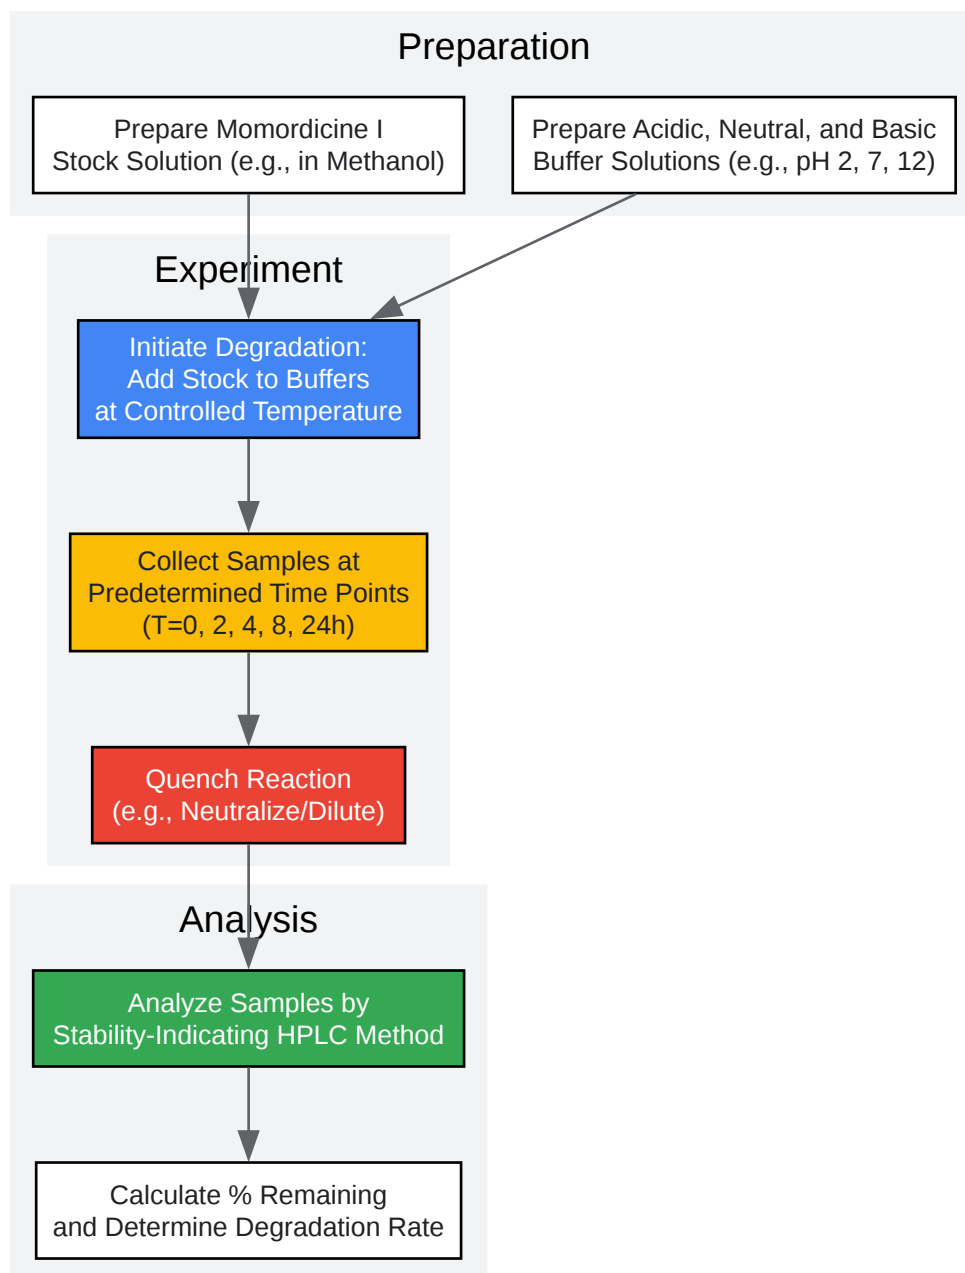 Preparation
Prepare Momordicine I
Stock Solution (e.g., in Methanol)
Prepare Acidic, Neutral, and Basic
Buffer Solutions (e.g., pH 2, 7, 12)
Experiment
Initiate Degradation:
Add Stock to Buffers
at Controlled Temperature
Collect Samples at
Predetermined Time Points
(T=0, 2, 4, 8, 24h)
Quench Reaction
(e.g., Neutralize/Dilute)
Analysis
Analyze Samples by
Stability-Indicating HPLC Method
Calculate % Remaining
and Determine Degradation Rate